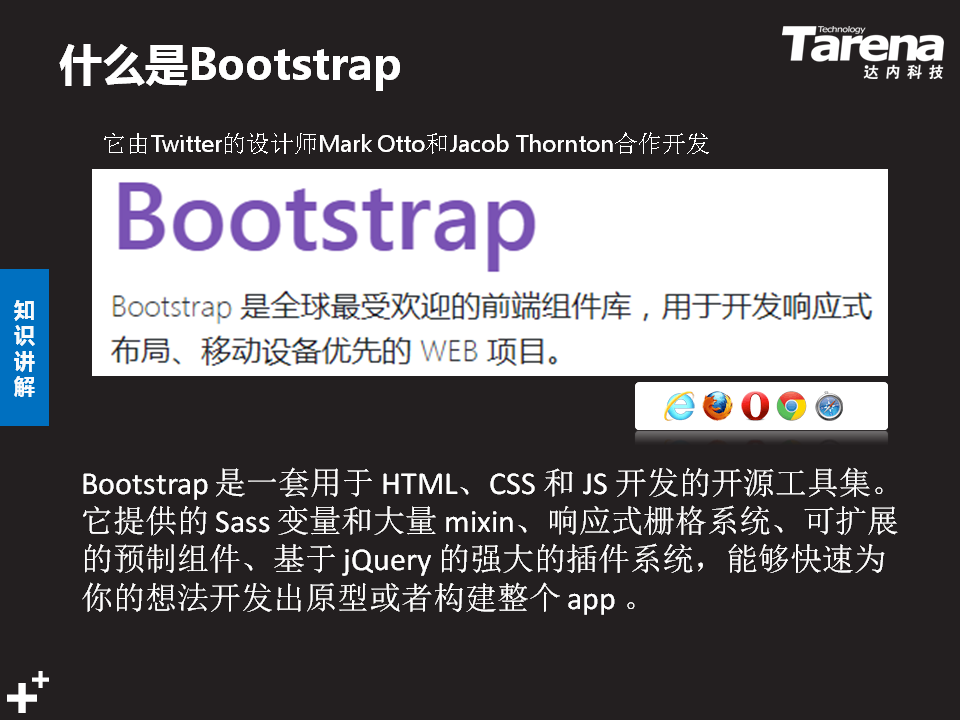 什么是Bootstrap
Technology
Tarena
达内科技
它由Twitter的设计师Mark Otto和Jacob Thornton合作开发
Bootstrap
Bootstrap 是全球最受欢迎的前端组件库，用于开发响应式
布局、移动设备优先的 WEB 项目。
知
识
讲
解
Bootstrap 是一套用于 HTML、CSS 和 JS 开发的开源工具集。
它提供的 Sass 变量和大量 mixin、响应式栅格系统、可扩展
的预制组件、基于 jQuery 的强大的插件系统，能够快速为
你的想法开发出原型或者构建整个 app 。